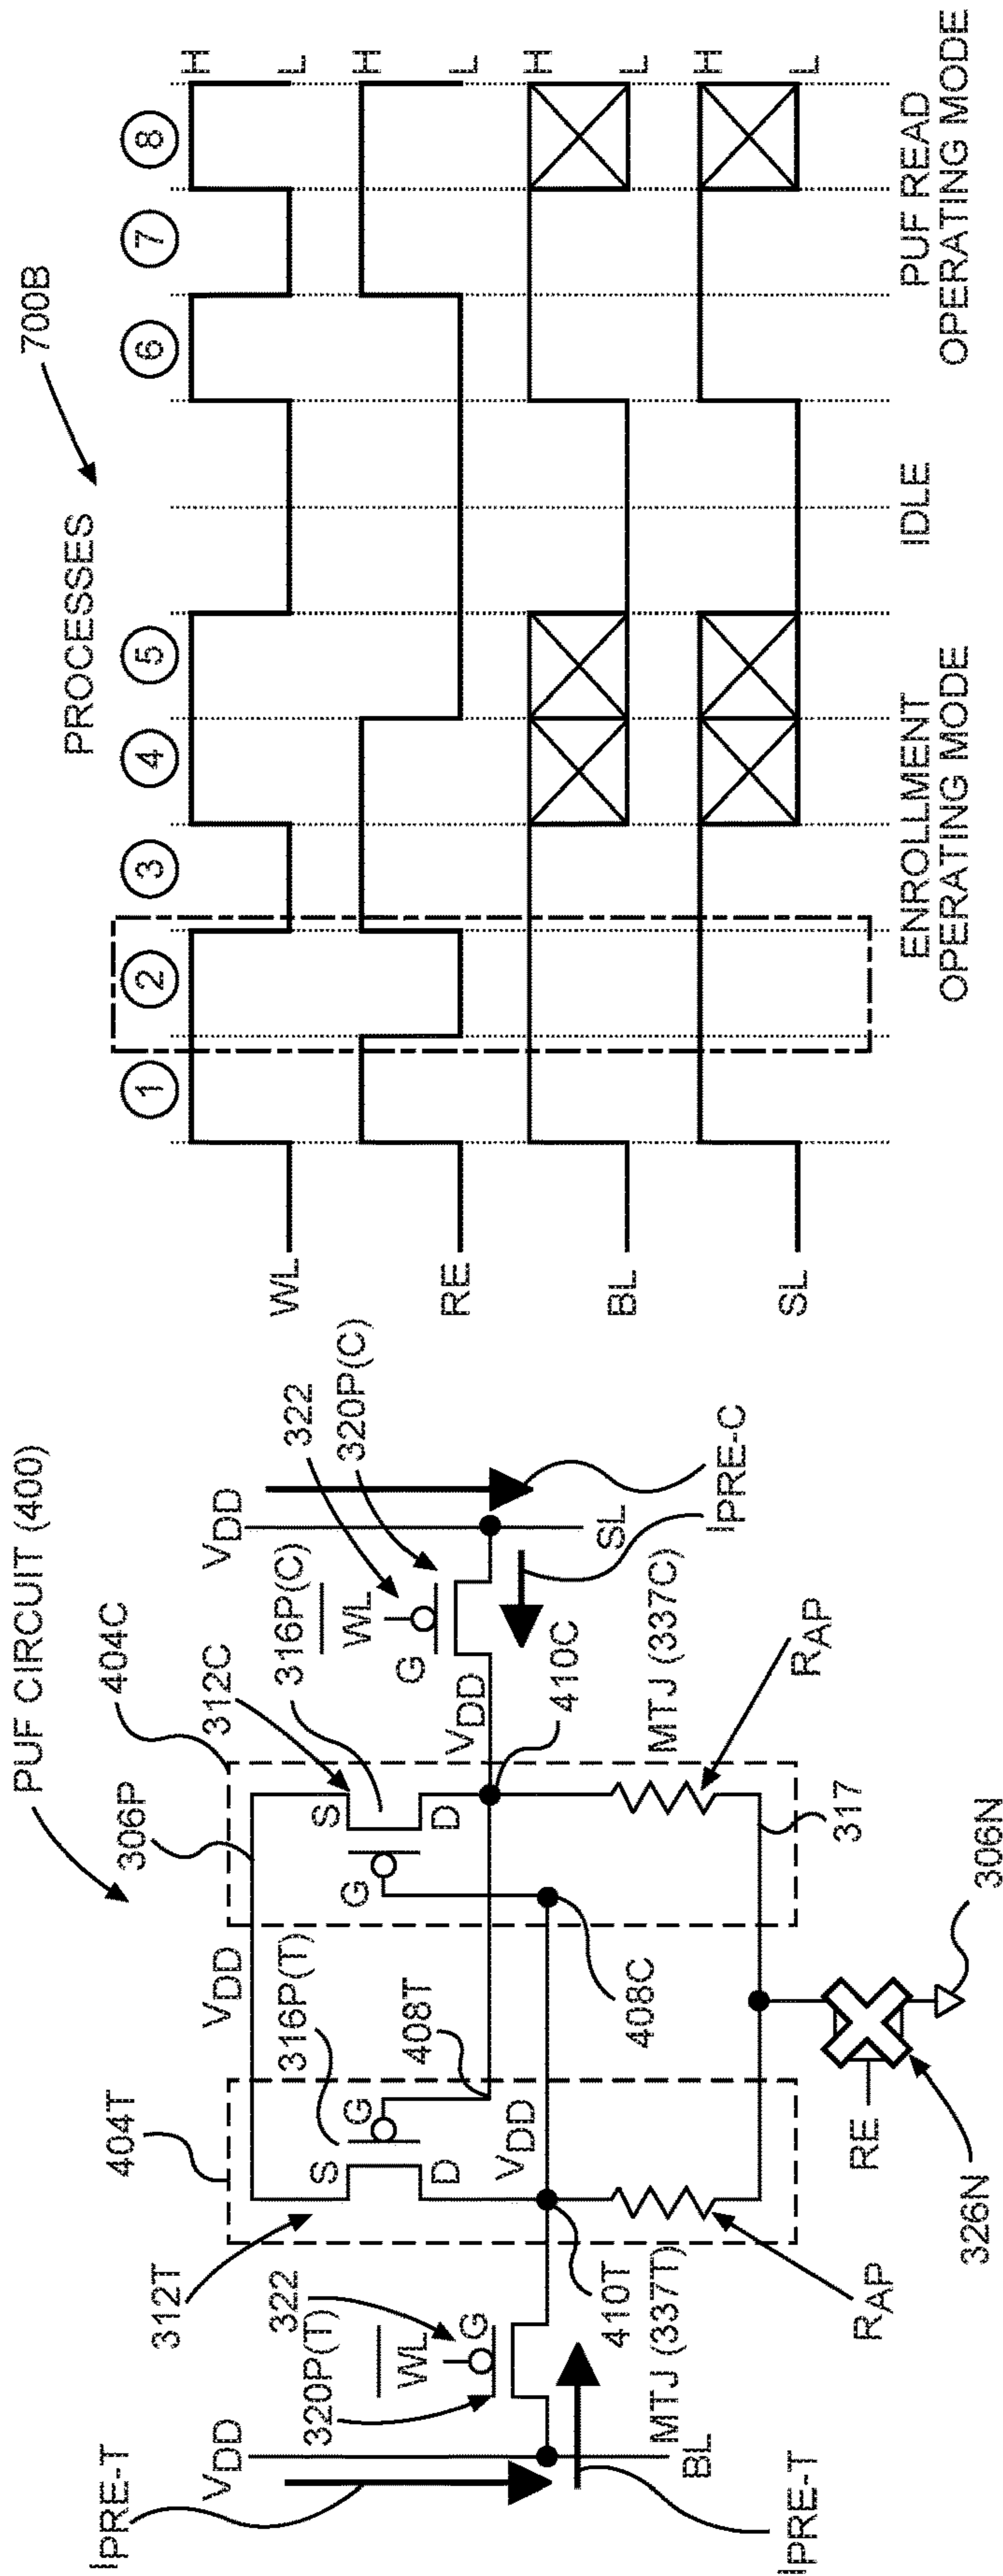 PUF CIRCUIT (400)
404T
306P
404C
IPRE-T
VDD
312T
316P(T)
VDD
312C
316P(C)
VDD
322
320P(C)
322
320P(T)
WL
G
S
G
D
G
S
D
WL
G
408T
VDD
VDD
410T
408C
410C
SL
BL
IPRE-T
MTJ (337T)
MTJ (337C)
IPRE-C
RAP
RAP
RE
317
326N
306N
PROCESSES
700B
1
2
3
4
5
6
7
8
WL
H
L
RE
H
L
BL
H
L
SL
H
L
ENROLLMENT
OPERATING MODE
IDLE
PUF READ
OPERATING MODE